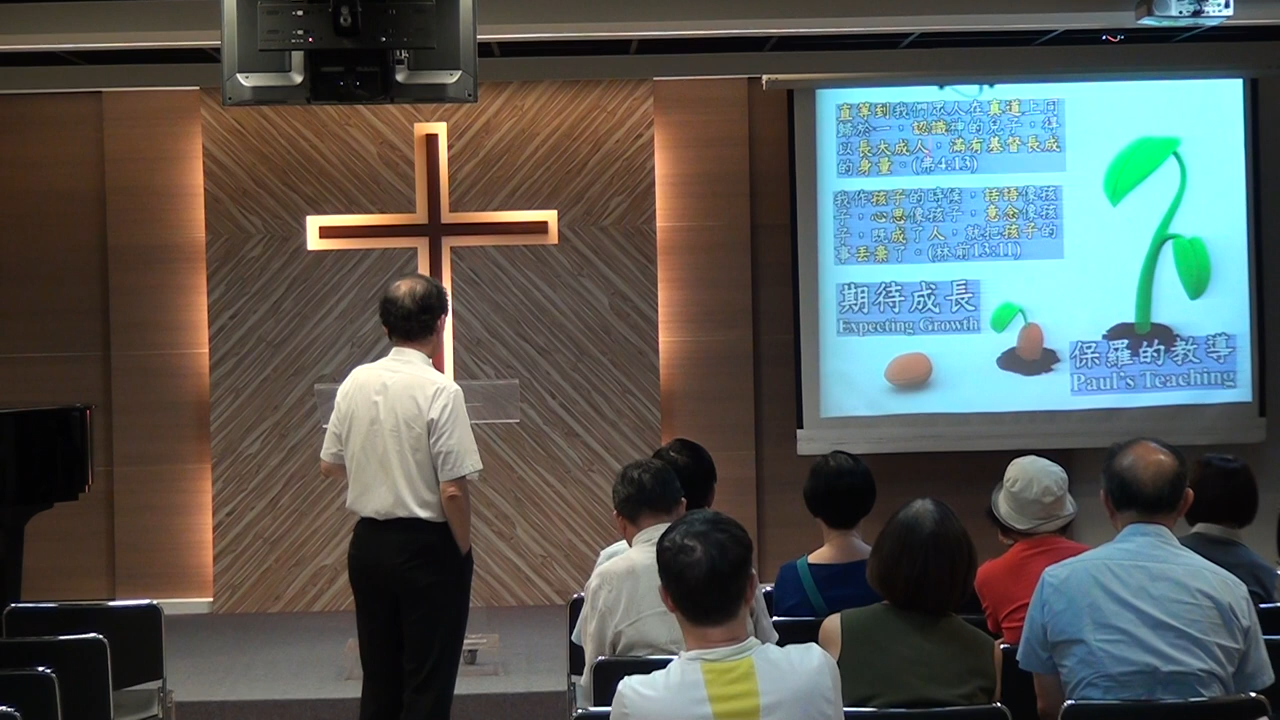 直等到我們眾人在真道上同
歸於一，認識神的兒子，得
以長大成人，滿有基督長成
的身量。(弗4:13)
我作孩子的時候，話語像孩
子，心思像孩子，意念像孩
子，既成了人，就把孩子的
事丟棄了。(林前13:11)
期待成長
Expecting Growth
保羅的教導
Paul's Teaching